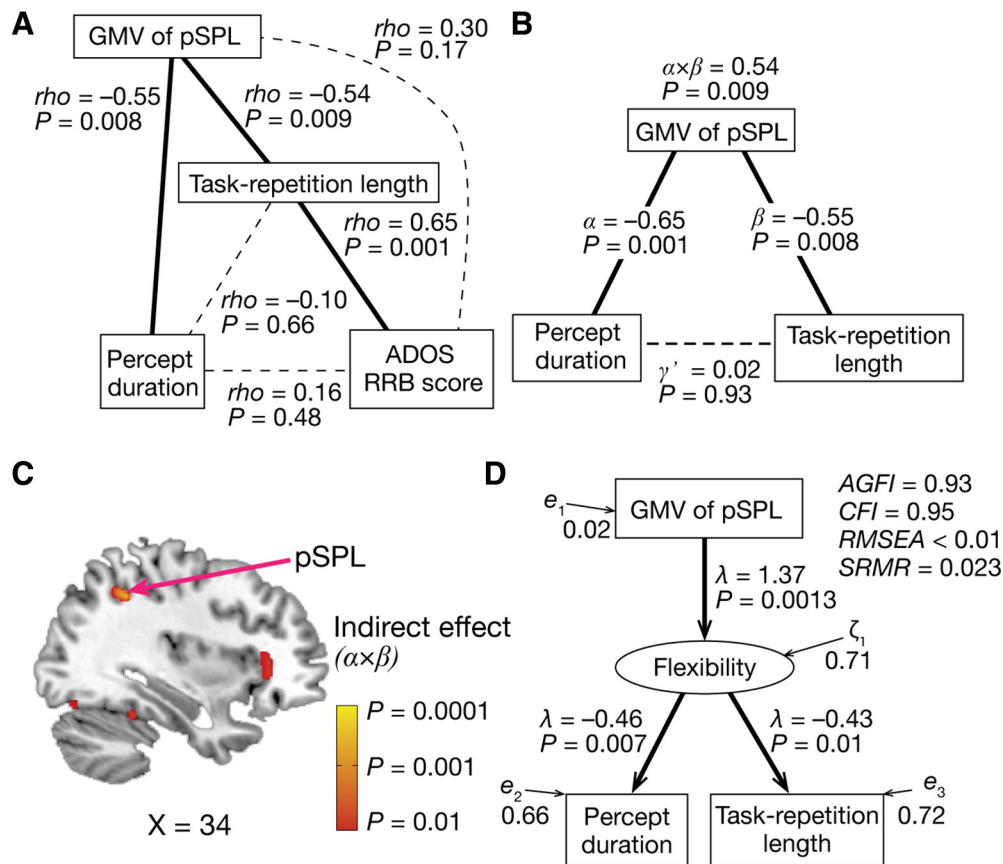 A
GMV of pSPL
rho = 0.30
P = 0.17
rho = –0.55
P = 0.008
rho = –0.54
P = 0.009
Task-repetition length
rho = 0.65
P = 0.001
rho = –0.10
P = 0.66
Percept
duration
rho = 0.16
P = 0.48
ADOS
RRB score
B
α×β = 0.54
P = 0.009
GMV of pSPL
α = –0.65
P = 0.001
β = –0.55
P = 0.008
Percept
duration
γ’ = 0.02
P = 0.93
Task-repetition
length
C
pSPL
Indirect effect
(α×β)
P = 0.0001
P = 0.001
P = 0.01
X = 34
D
e1
0.02
GMV of pSPL
AGFI = 0.93
CFI = 0.95
RMSEA < 0.01
SRMR = 0.023
λ = 1.37
P = 0.0013
Flexibility
ζ1
0.71
λ = –0.46
P = 0.007
λ = –0.43
P = 0.01
e2
0.66
Percept
duration
Task-repetition
length
e3
0.72